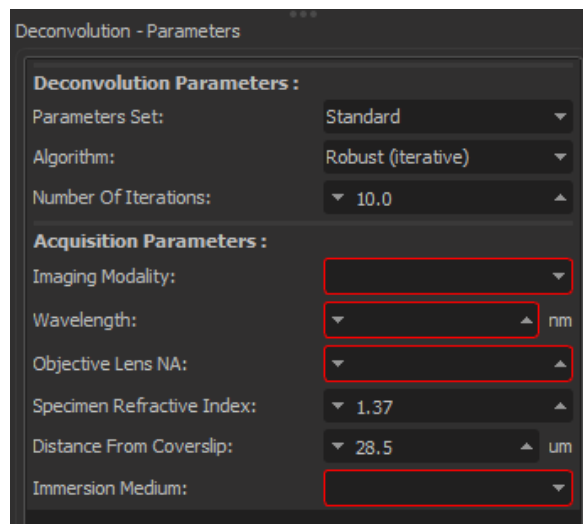 Deconvolution - Parameters
Deconvolution Parameters :
Parameters Set: Standard
Algorithm: Robust (iterative)
Number Of Iterations: 10.0
Acquisition Parameters :
Imaging Modality:
Wavelength: nm
Objective Lens NA:
Specimen Refractive Index: 1.37
Distance From Coverslip: 28.5 um
Immersion Medium: